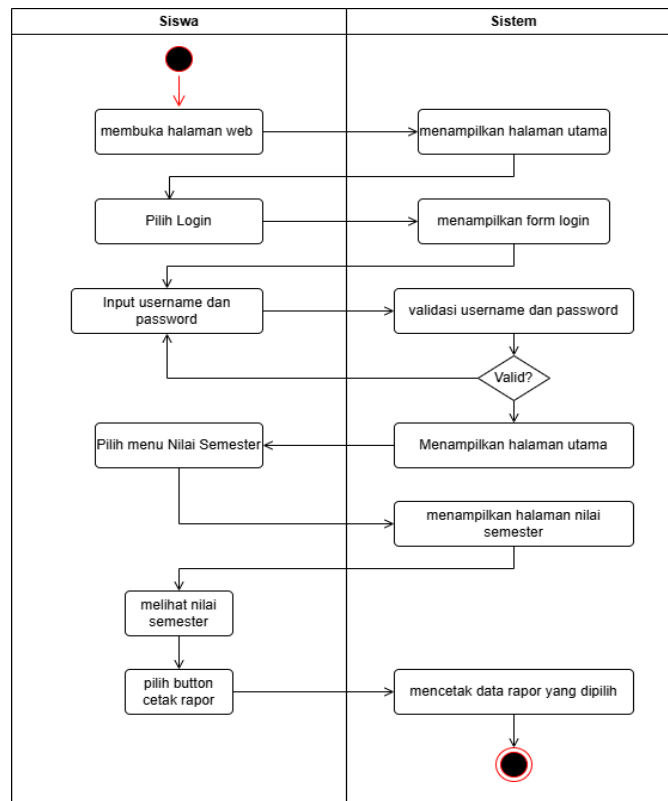 Siswa
Sistem
membuka halaman web
menampilkan halaman utama
Pilih Login
menampilkan form login
Input username dan
password
validasi username dan password
Valid?
Pilih menu Nilai Semester
Menampilkan halaman utama
menampilkan halaman nilai
semester
melihat nilai
semester
pilih button
cetak rapor
mencetak data rapor yang dipilih